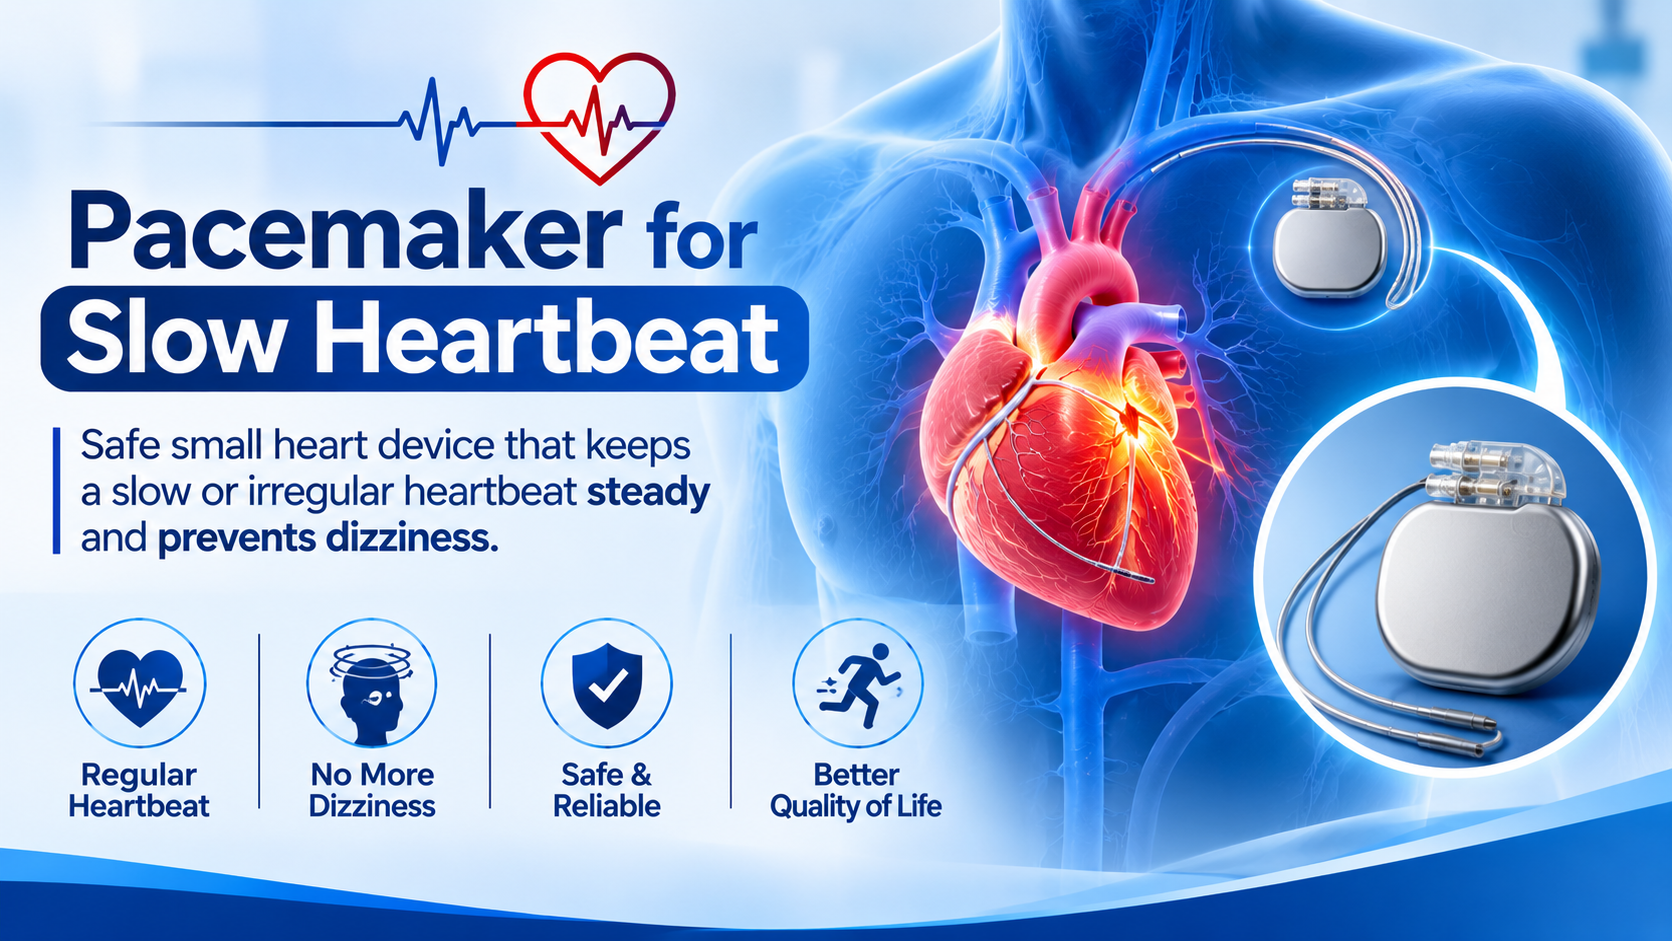 Pacemaker for
Slow Heartbeat
Safe small heart device that keeps
a slow or irregular heartbeat steady
and prevents dizziness.
Regular
Heartbeat
No More
Dizziness
Safe &
Reliable
Better
Quality of Life